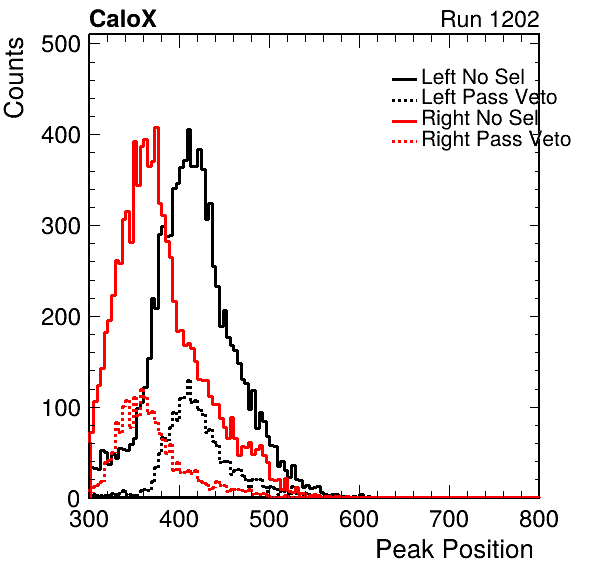 CaloX Run 1202
Counts
500
400
300
200
100
0
Left No Sel
Left Pass Veto
Right No Sel
Right Pass Veto
300 400 500 600 700 800
Peak Position